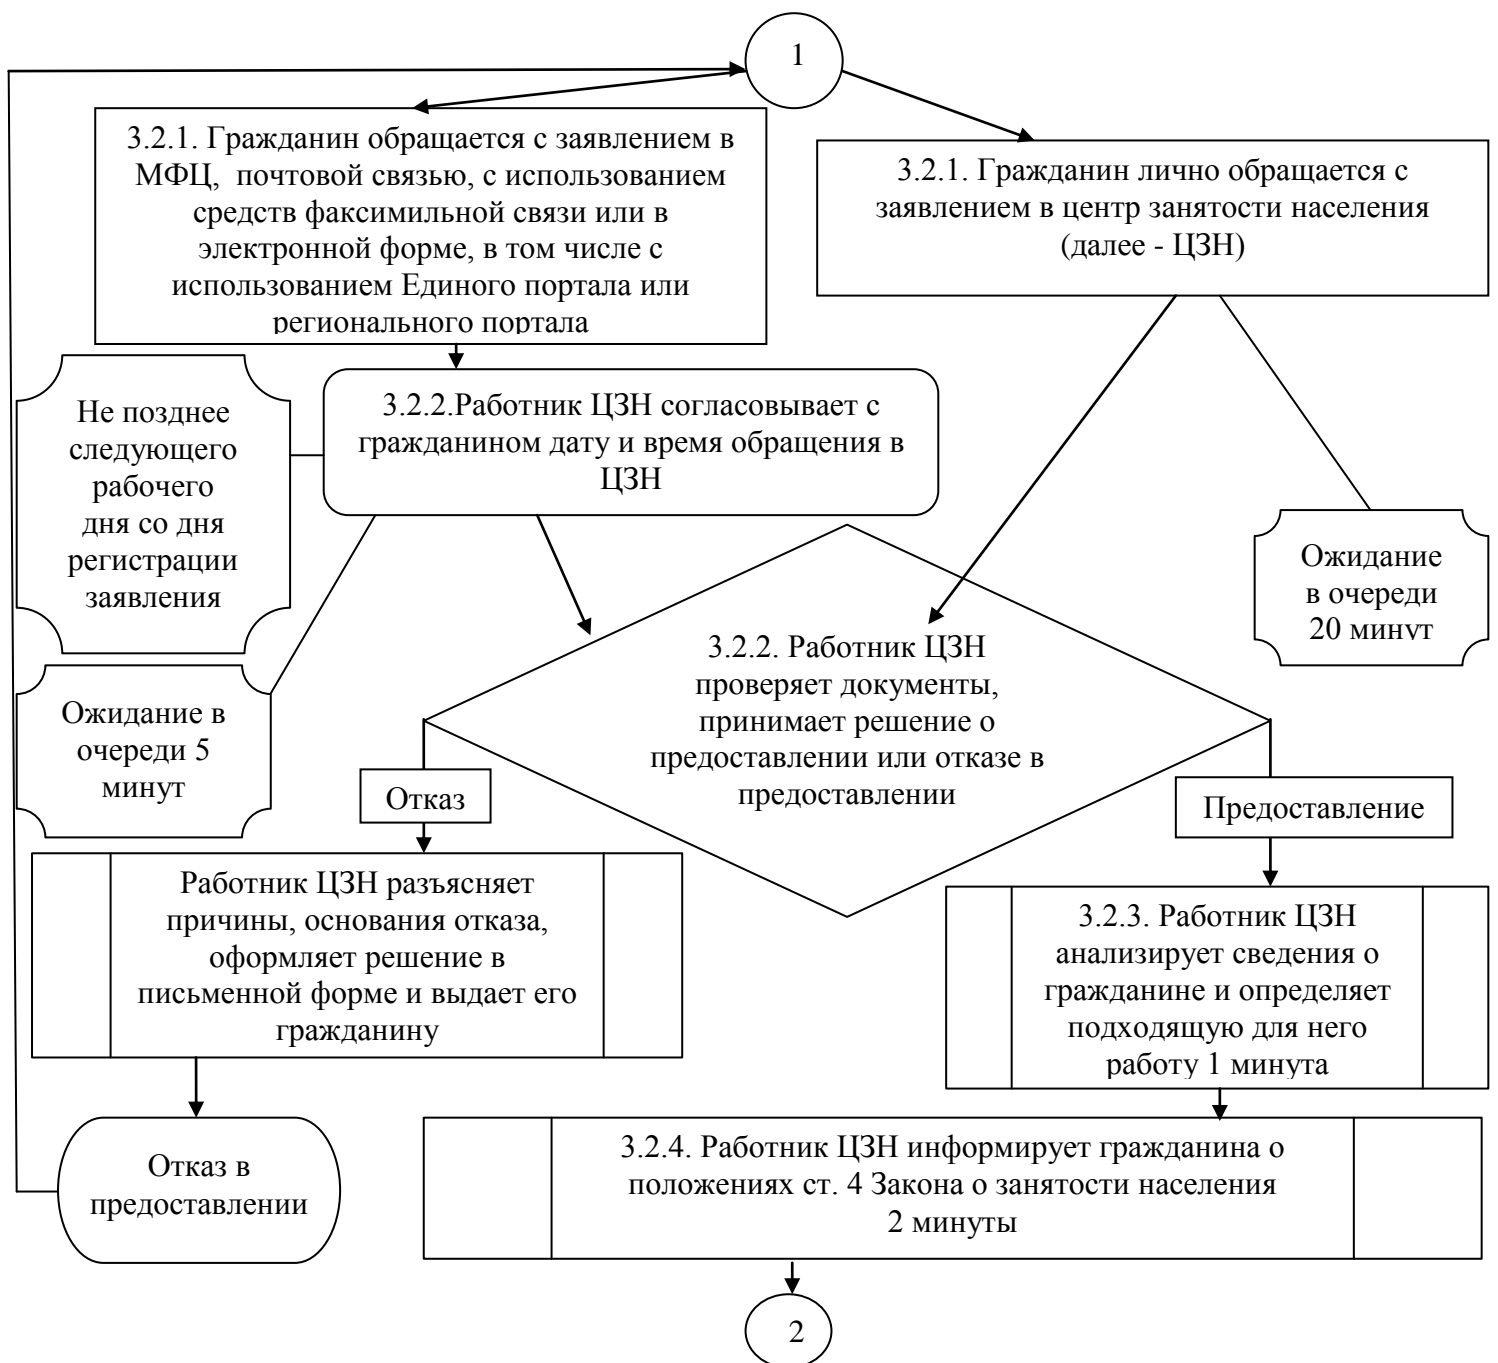 1
3.2.1. Гражданин обращается с заявлением в
МФЦ, почтовой связью, с использованием
средств факсимильной связи или в
электронной форме, в том числе с
использованием Единого портала или
регионального портала
3.2.1. Гражданин лично обращается с
заявлением в центр занятости населения
(далее - ЦЗН)
Не позднее
следующего
рабочего
дня со дня
регистрации
заявления
3.2.2.Работник ЦЗН согласовывает с
гражданином дату и время обращения в
ЦЗН
Ожидание
в очереди
20 минут
Ожидание в
очереди 5
минут
3.2.2. Работник ЦЗН
проверяет документы,
принимает решение о
предоставлении или отказе в
предоставлении
Отказ
Предоставление
Работник ЦЗН разъясняет
причины, основания отказа,
оформляет решение в
письменной форме и выдает его
гражданину
3.2.3. Работник ЦЗН
анализирует сведения о
гражданине и определяет
подходящую для него
работу 1 минута
Отказ в
предоставлении
3.2.4. Работник ЦЗН информирует гражданина о
положениях ст. 4 Закона о занятости населения
2 минуты
2